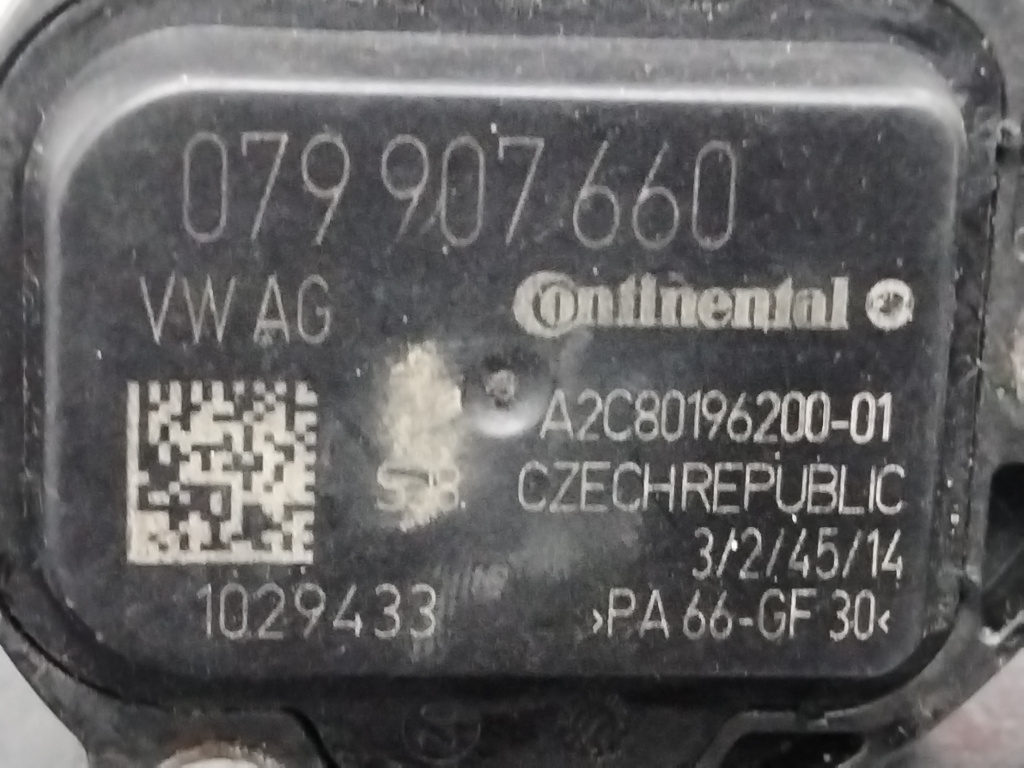 079 907 660
VW AG
Continental
A2C80196200-01
CZECH REPUBLIC
3/2/45/14
1029433
>PA 66-GF 30<